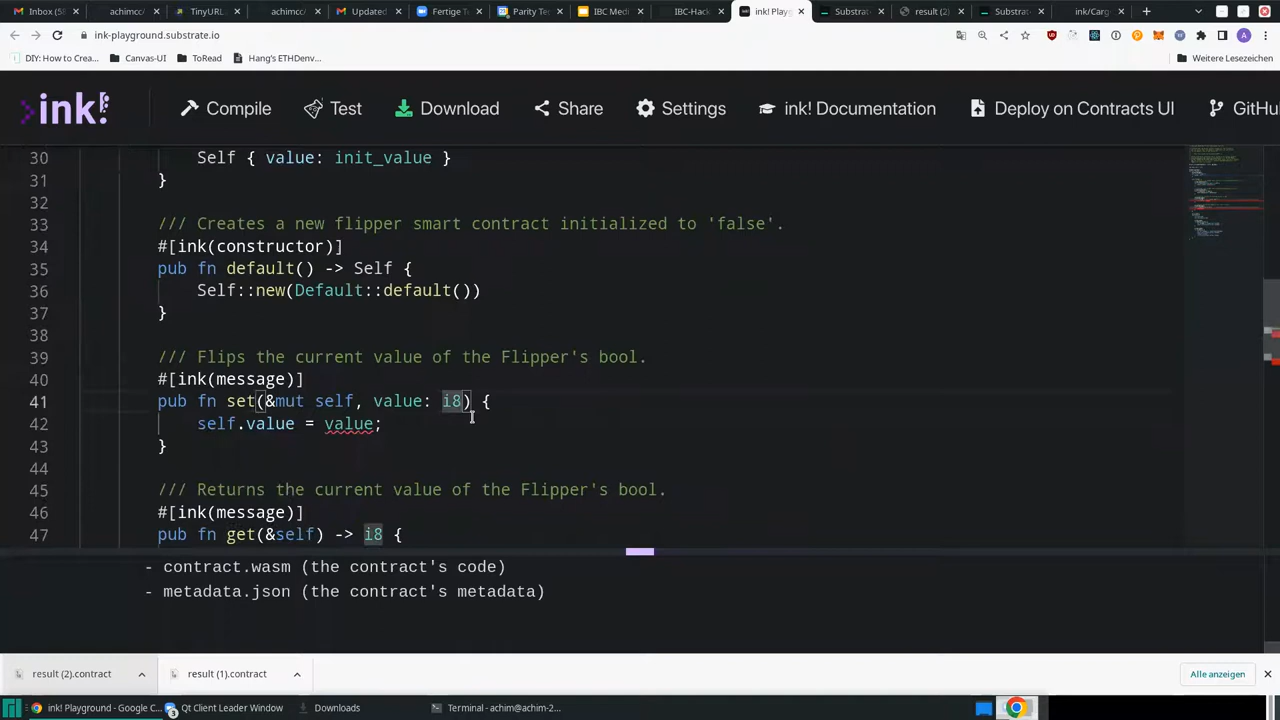 Inbox (58
achimcc/
TinyURL
achimcc/
Updated
Fertige T
Parity Te
IBC Medi
IBC-Hack
ink! Play
Substrat
result (2)
Substrat
ink/Carg
ink-playground.substrate.io
DIY: How to Crea...
Canvas-UI
ToRead
Hang's ETHDenv...
Weitere Lesezeichen
ink!
Compile
Test
Download
Share
Settings
ink! Documentation
Deploy on Contracts UI
GitHu
30 Self { value: init_value }
31 }
32
33 /// Creates a new flipper smart contract initialized to 'false'.
34 #[ink(constructor)]
35 pub fn default() -> Self {
36 Self::new(Default::default())
37 }
38
39 /// Flips the current value of the Flipper's bool.
40 #[ink(message)]
41 pub fn set(&mut self, value: i8) {
42 self.value = value;
43 }
44
45 /// Returns the current value of the Flipper's bool.
46 #[ink(message)]
47 pub fn get(&self) -> i8 {
- contract.wasm (the contract's code)
- metadata.json (the contract's metadata)
result (2).contract
result (1).contract
Alle anzeigen
ink! Playground - Google C...
Qt Client Leader Window
Downloads
Terminal - achim@achim-2...